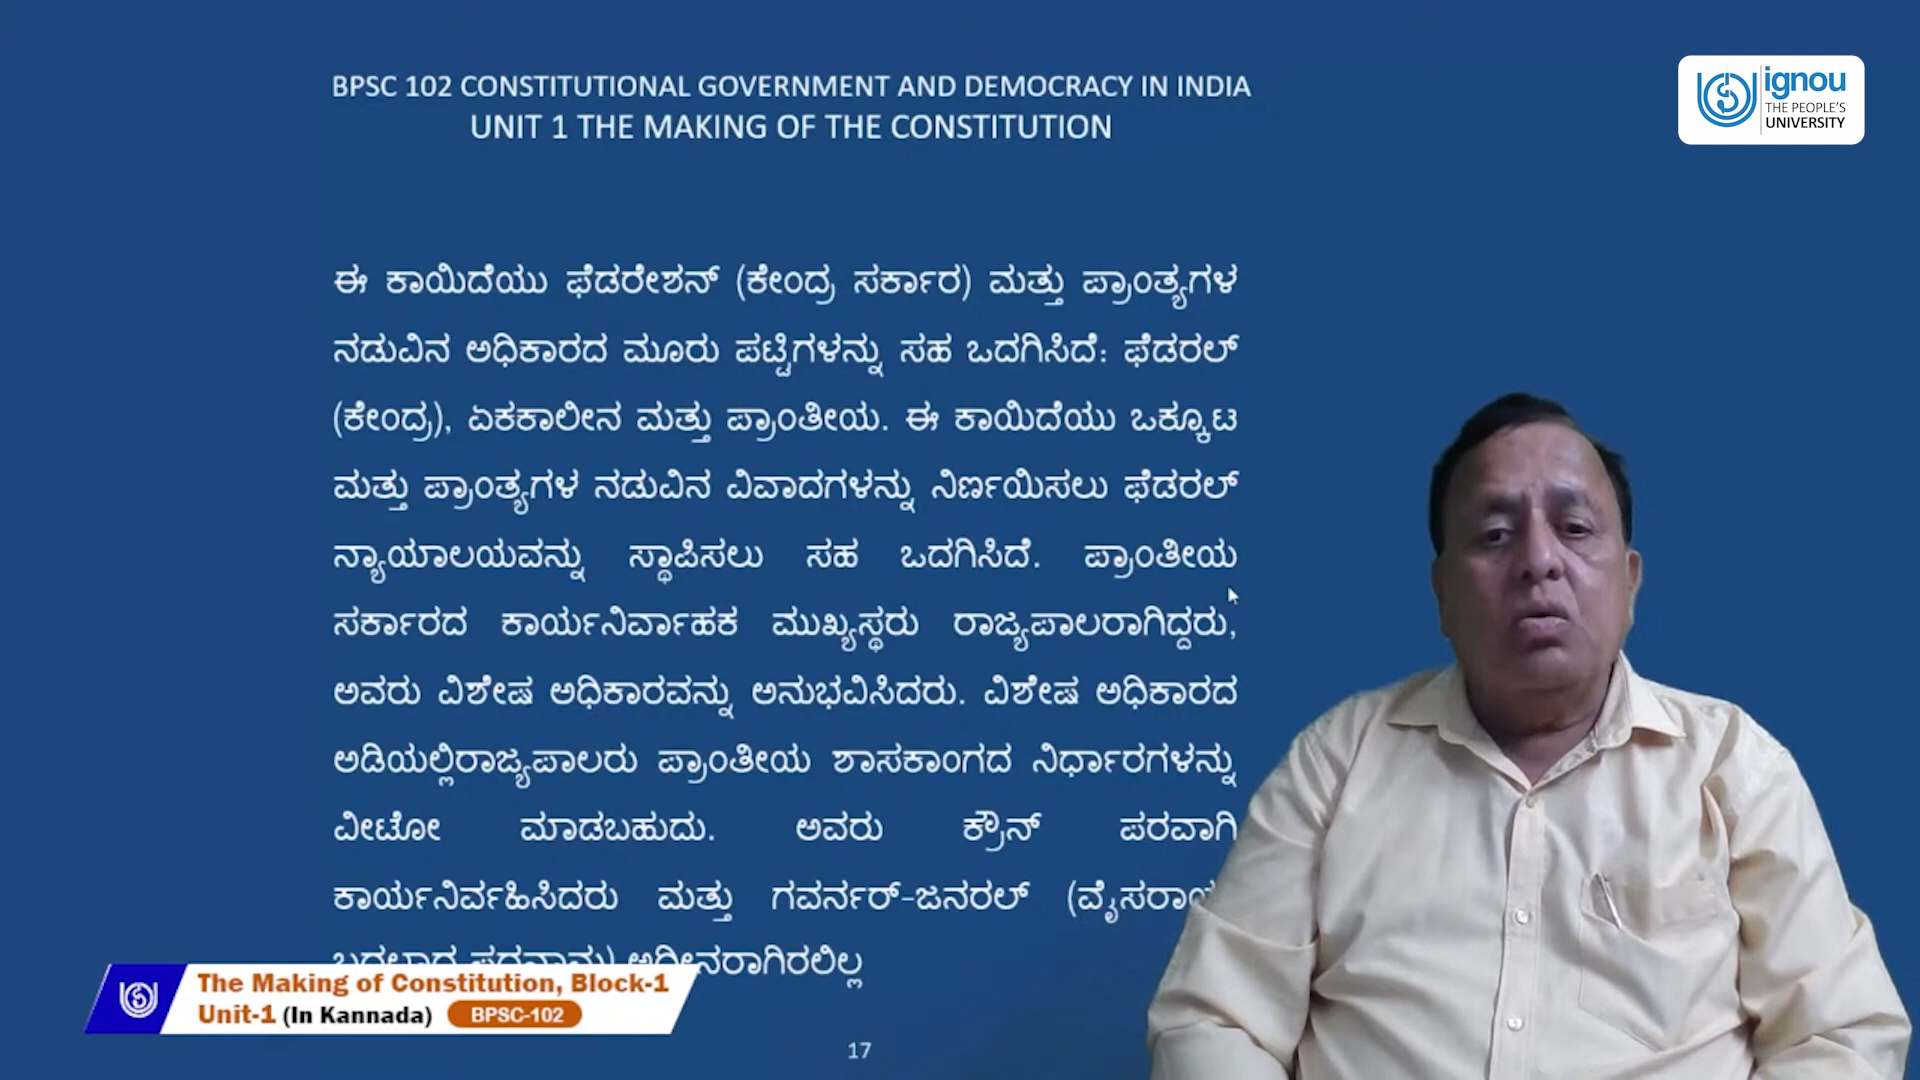 BPSC 102 CONSTITUTIONAL GOVERNMENT AND DEMOCRACY IN INDIA
UNIT 1 THE MAKING OF THE CONSTITUTION
ignou
THE PEOPLE'S
UNIVERSITY
ಈ ಕಾಯಿದೆಯು ಫೆಡರೇಶನ್ (ಕೇಂದ್ರ ಸರ್ಕಾರ) ಮತ್ತು ಪ್ರಾಂತ್ಯಗಳ
ನಡುವಿನ ಅಧಿಕಾರದ ಮೂರು ಪಟ್ಟಿಗಳನ್ನು ಸಹ ಒದಗಿಸಿದೆ: ಫೆಡರಲ್
(ಕೇಂದ್ರ), ಏಕಕಾಲೀನ ಮತ್ತು ಪ್ರಾಂತೀಯ. ಈ ಕಾಯಿದೆಯು ಒಕ್ಕೂಟ
ಮತ್ತು ಪ್ರಾಂತ್ಯಗಳ ನಡುವಿನ ವಿವಾದಗಳನ್ನು ನಿರ್ಣಯಿಸಲು ಫೆಡರಲ್
ನ್ಯಾಯಾಲಯವನ್ನು ಸ್ಥಾಪಿಸಲು ಸಹ ಒದಗಿಸಿದೆ. ಪ್ರಾಂತೀಯ
ಸರ್ಕಾರದ ಕಾರ್ಯನಿರ್ವಾಹಕ ಮುಖ್ಯಸ್ಥರು ರಾಜ್ಯಪಾಲರಾಗಿದ್ದರು,
ಅವರು ವಿಶೇಷ ಅಧಿಕಾರವನ್ನು ಅನುಭವಿಸಿದರು. ವಿಶೇಷ ಅಧಿಕಾರದ
ಅಡಿಯಲ್ಲಿರಾಜ್ಯಪಾಲರು ಪ್ರಾಂತೀಯ ಶಾಸಕಾಂಗದ ನಿರ್ಧಾರಗಳನ್ನು
ವೀಟೋ ಮಾಡಬಹುದು. ಅವರು ಕ್ರೌನ್ ಪರವಾಗಿ
ಕಾರ್ಯನಿರ್ವಹಿಸಿದರು ಮತ್ತು ಗವರ್ನರ್-ಜನರಲ್
The Making of Constitution, Block-1
Unit-1 (In Kannada) BPSC-102
17